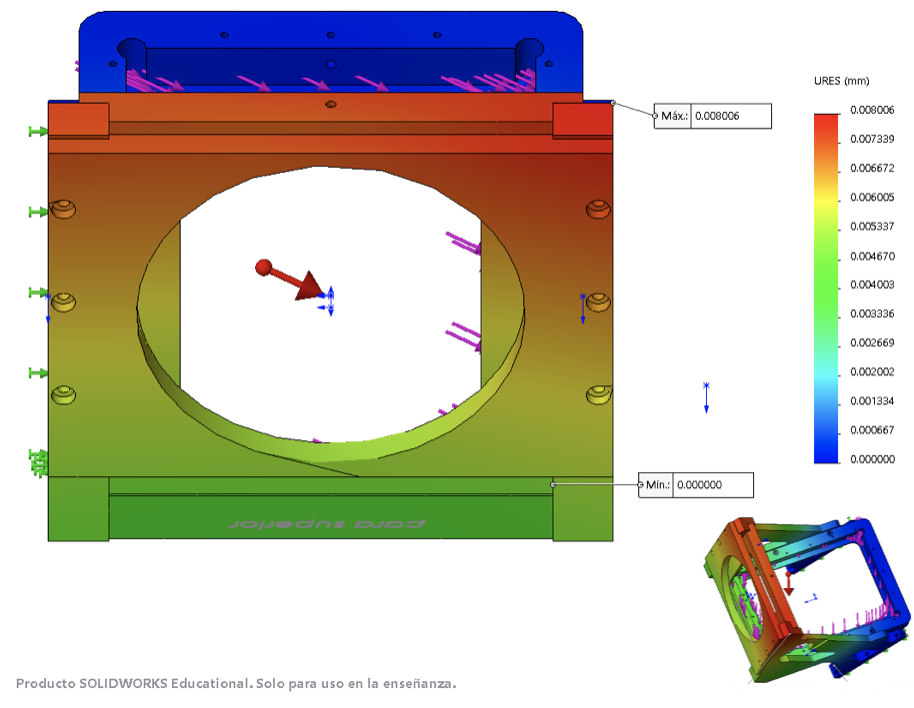 URES (mm)
0.008006
0.007339
0.006672
0.006005
0.005337
0.004670
0.004003
0.003336
0.002669
0.002002
0.001334
0.000667
0.000000
Máx.: 0.008006
Mín.: 0.000000
para superior
Producto SOLIDWORKS Educational. Solo para uso en la enseñanza.